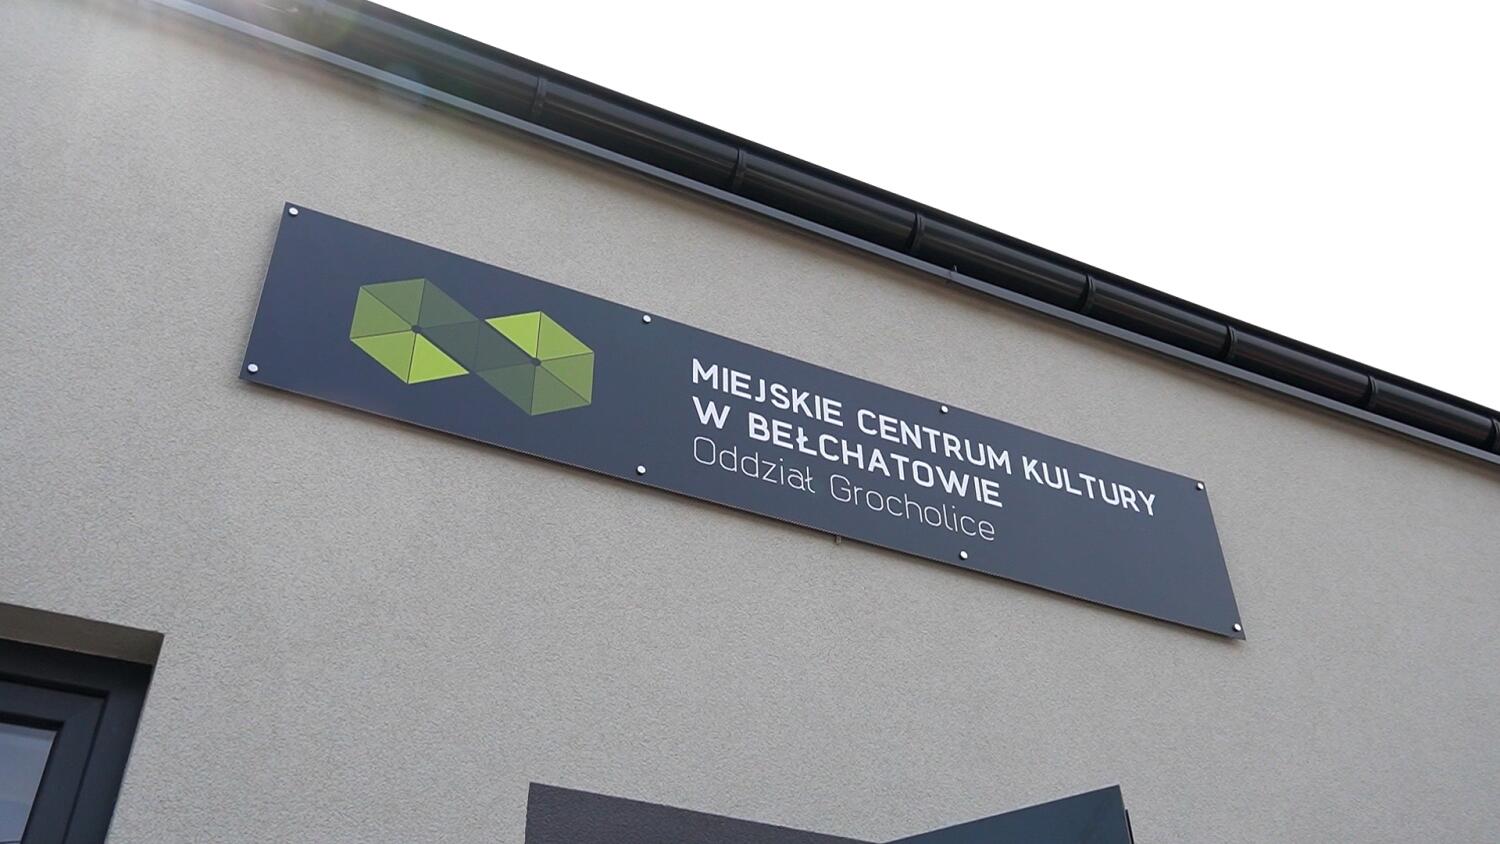 MIEJSKIE CENTRUM KULTURY
W BEŁCHATOWIE
Oddział Grocholice